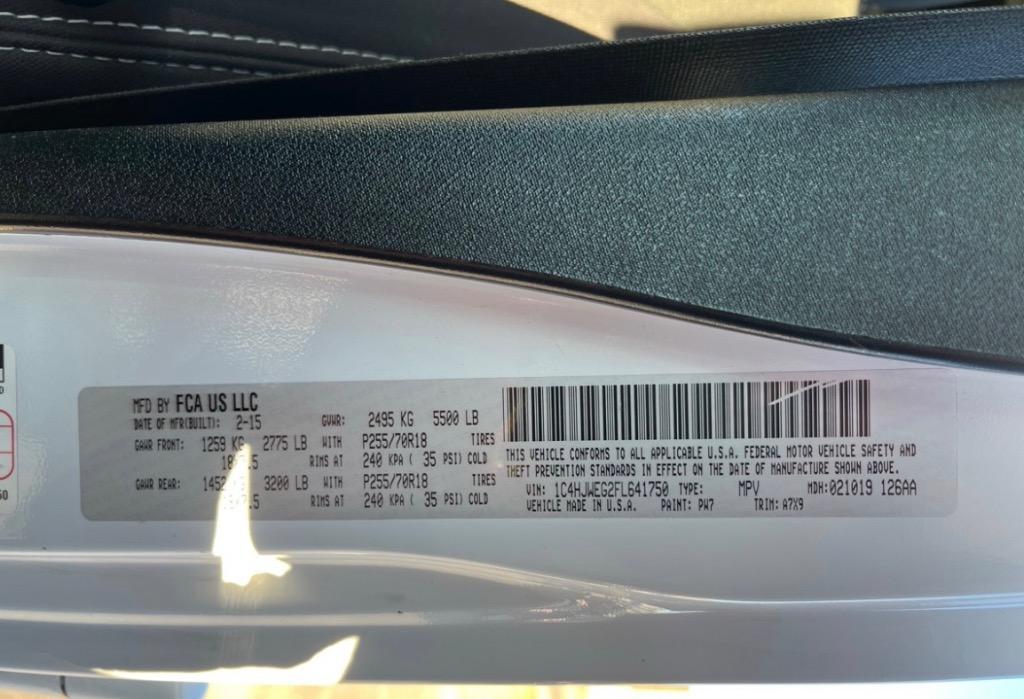 MFD BY FCA US LLC
DATE OF MFR(BUILT): 2-15 GVWR: 2495 KG 5500 LB
GAWR FRONT: 1259 KG 2775 LB WITH P255/70R18 TIRES
RIMS AT 240 KPA ( 35 PSI) COLD
GAWR REAR: 3200 LB WITH P255/70R18 TIRES
RIMS AT 240 KPA ( 35 PSI) COLD
THIS VEHICLE CONFORMS TO ALL APPLICABLE U.S.A. FEDERAL MOTOR VEHICLE SAFETY AND
THEFT PREVENTION STANDARDS IN EFFECT ON THE DATE OF MANUFACTURE SHOWN ABOVE.
VIN: 1C4HJWEG2FL641750 TYPE: MPV MDH: 021019 126AA
VEHICLE MADE IN U.S.A. PAINT: PW7 TRIM: A7X9